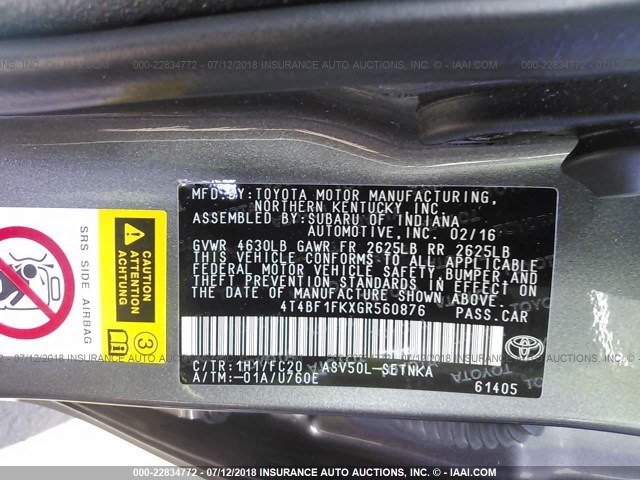 000-22834772 - 07/12/2018 INSURANCE AUTO AUCTIONS - IAAI.COM
MFD. BY: TOYOTA MOTOR MANUFACTURING,
NORTHERN KENTUCKY INC.
ASSEMBLED BY: SUBARU OF INDIANA
AUTOMOTIVE, INC. 02/16
GVWR 4630LB GAWR FR 2625LB RR 2625LB
THIS VEHICLE CONFORMS TO ALL APPLICABLE
FEDERAL MOTOR VEHICLE SAFETY, BUMPER AND
THEFT PREVENTION STANDARDS IN EFFECT ON
THE DATE OF MANUFACTURE SHOWN ABOVE.
4T4BF1FKXGR560876 PASS.CAR
C/TR: 1H1/FC20 ASV50L-SETNKA
A/TM: -01A/U760E
TOYOTA
61405
SRS SIDE AIRBAG
CAUTION
ATTENTION
3
000-22834772 - 07/12/2018 INSURANCE AUTO AUCTIONS - IAAI.COM